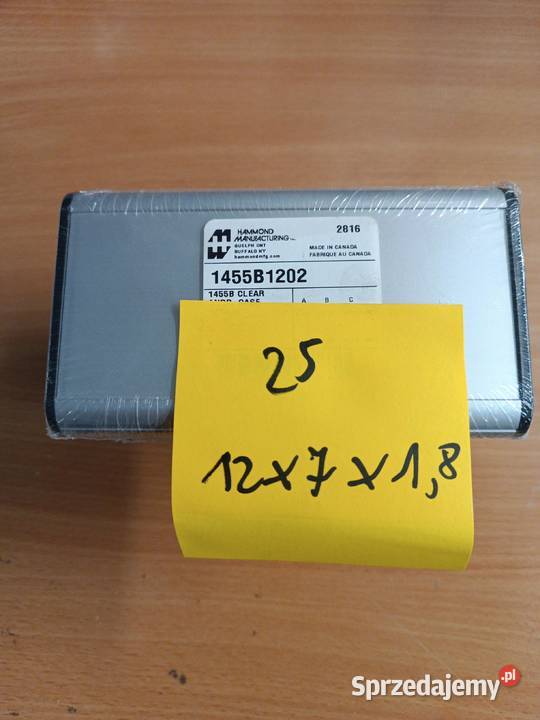 HAMMOND
MANUFACTURING INC.
GUELPH ONT
BUFFALO NY
hammondmfg.com
2816
MADE IN CANADA
FABRIQUE AU CANADA
1455B1202
1455B CLEAR
A B C
25
12x7x1,8
Sprzedajemy.pl